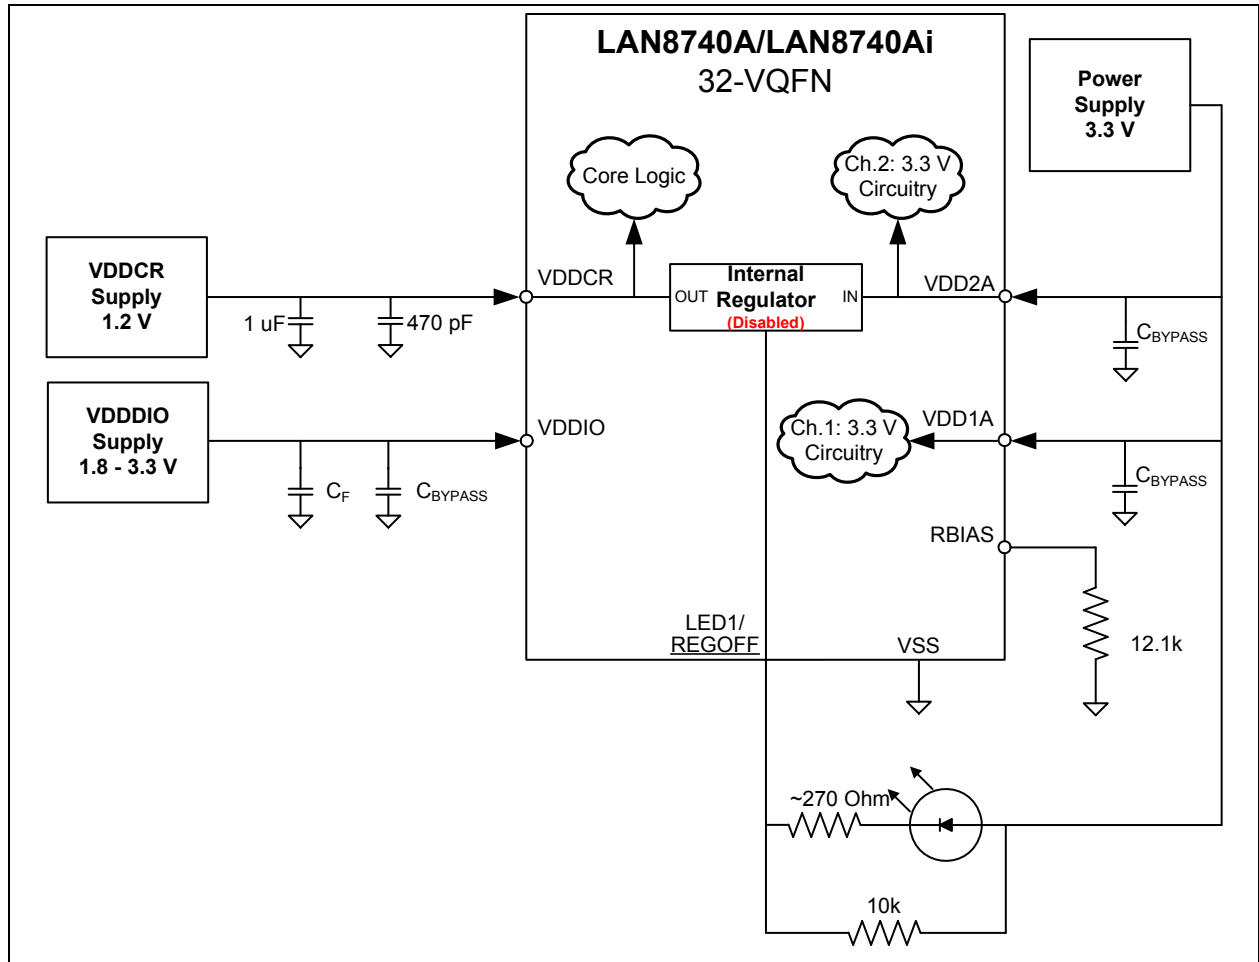 LAN8740A/LAN8740Ai
32-VQFN
Power
Supply
3.3 V
Core Logic
Ch.2: 3.3 V
Circuitry
VDDCR
Supply
1.2 V
1 uF
470 pF
VDDCR
OUT
Internal
Regulator
(Disabled)
IN
VDD2A
CBYPASS
VDDDIO
Supply
1.8 - 3.3 V
CF
CBYPASS
VDDIO
Ch.1: 3.3 V
Circuitry
VDD1A
CBYPASS
RBIAS
12.1k
LED1/
REGOFF
VSS
~270 Ohm
10k